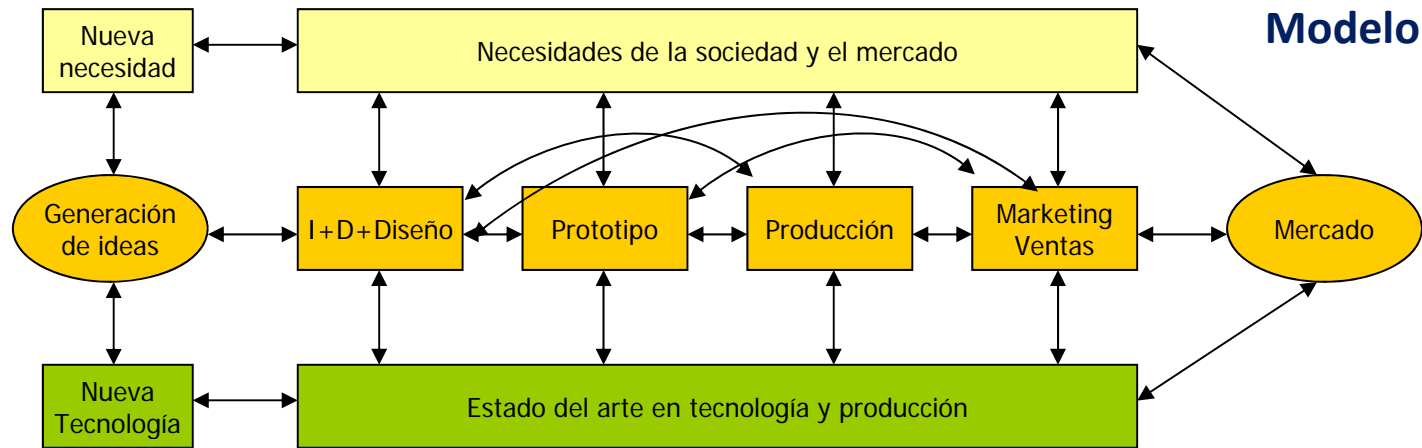 Modelo
Nueva
necesidad
Necesidades de la sociedad y el mercado
Generación
de ideas
I+D+Diseño
Prototipo
Producción
Marketing
Ventas
Mercado
Nueva
Tecnología
Estado del arte en tecnología y producción